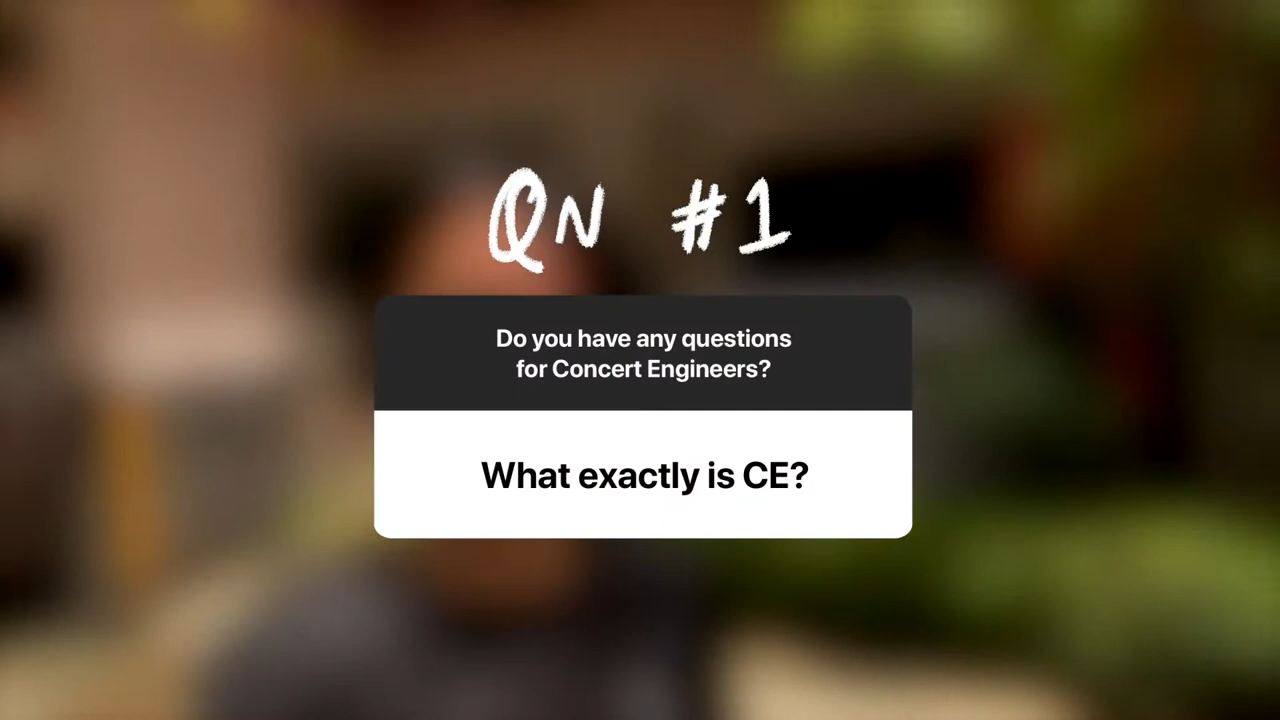 QN #1
Do you have any questions
for Concert Engineers?
What exactly is CE?